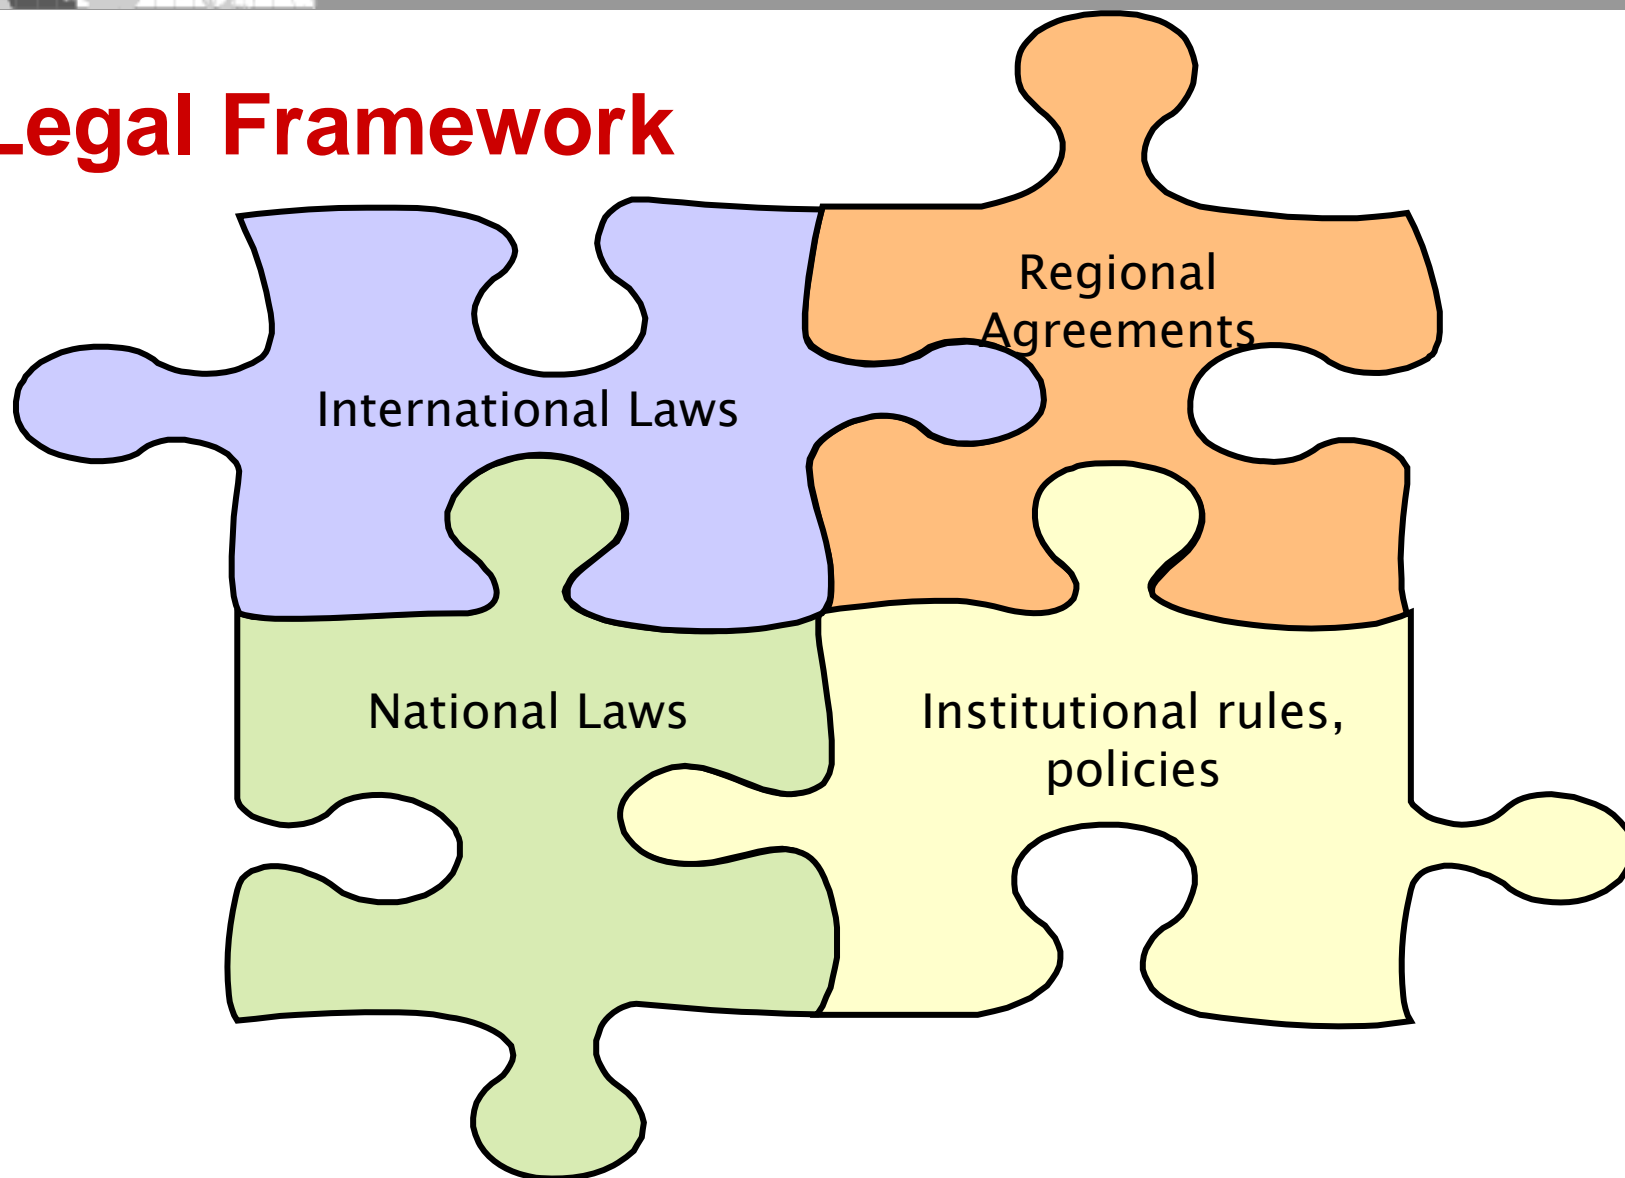 Legal Framework
Regional
Agreements
International Laws
National Laws
Institutional rules,
policies